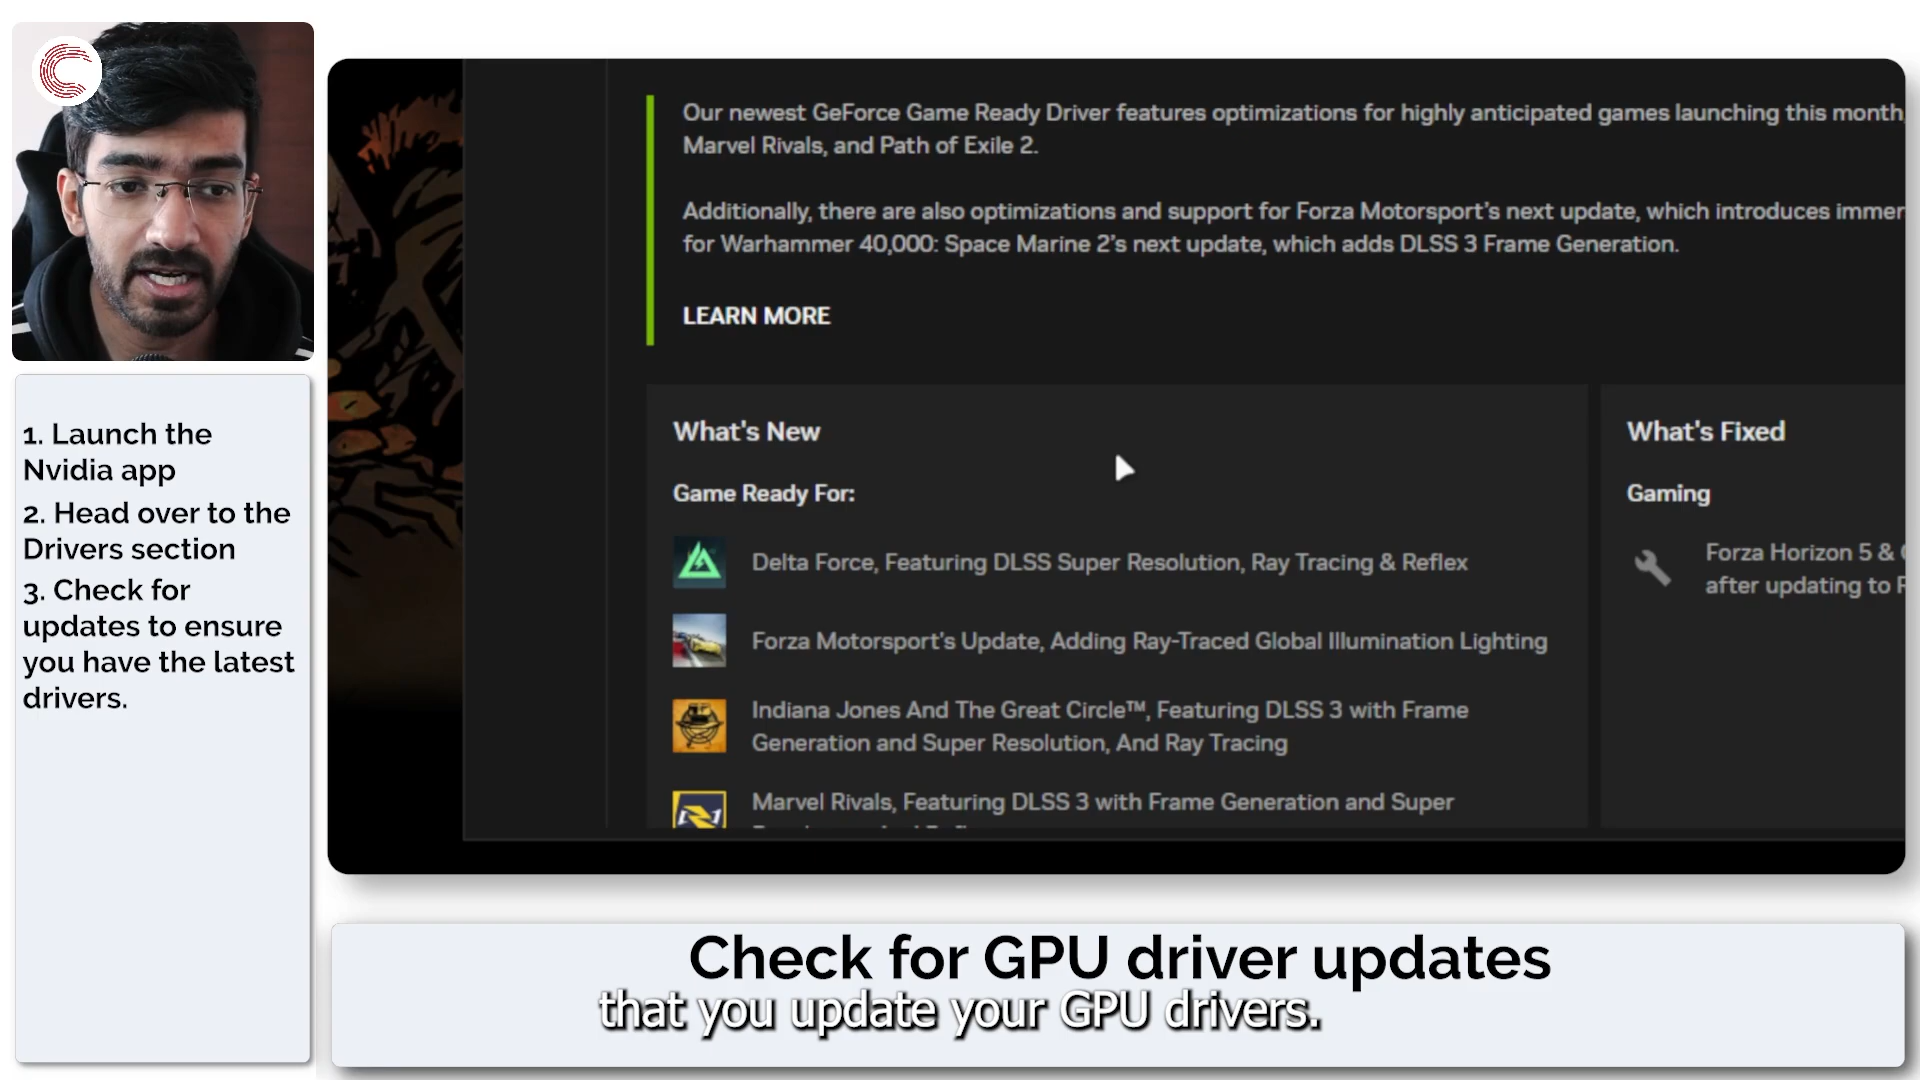 1. Launch the
Nvidia app
2. Head over to the
Drivers section
3. Check for
updates to ensure
you have the latest
drivers.
Our newest GeForce Game Ready Driver features optimizations for highly anticipated games launching this month,
Marvel Rivals, and Path of Exile 2.
Additionally, there are also optimizations and support for Forza Motorsport's next update, which introduces immer
for Warhammer 40,000: Space Marine 2's next update, which adds DLSS 3 Frame Generation.
LEARN MORE
What's New
Game Ready For:
Delta Force, Featuring DLSS Super Resolution, Ray Tracing & Reflex
Forza Motorsport's Update, Adding Ray-Traced Global Illumination Lighting
Indiana Jones And The Great Circle™, Featuring DLSS 3 with Frame
Generation and Super Resolution, And Ray Tracing
Marvel Rivals, Featuring DLSS 3 with Frame Generation and Super
What's Fixed
Gaming
Forza Horizon 5 &
after updating to
Check for GPU driver updates
that you update your GPU drivers.